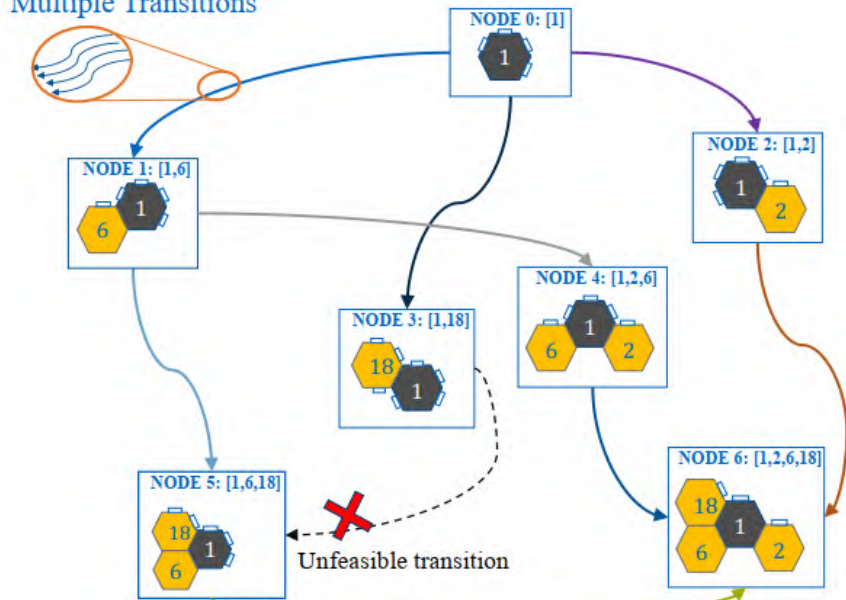 Multiple Transitions
NODE 0: [1]
1
NODE 1: [1,6]
1
6
NODE 2: [1,2]
1
2
NODE 3: [1,18]
18
1
NODE 4: [1,2,6]
1
6
2
NODE 5: [1,6,18]
18
1
6
Unfeasible transition
NODE 6: [1,2,6,18]
18
1
6
2